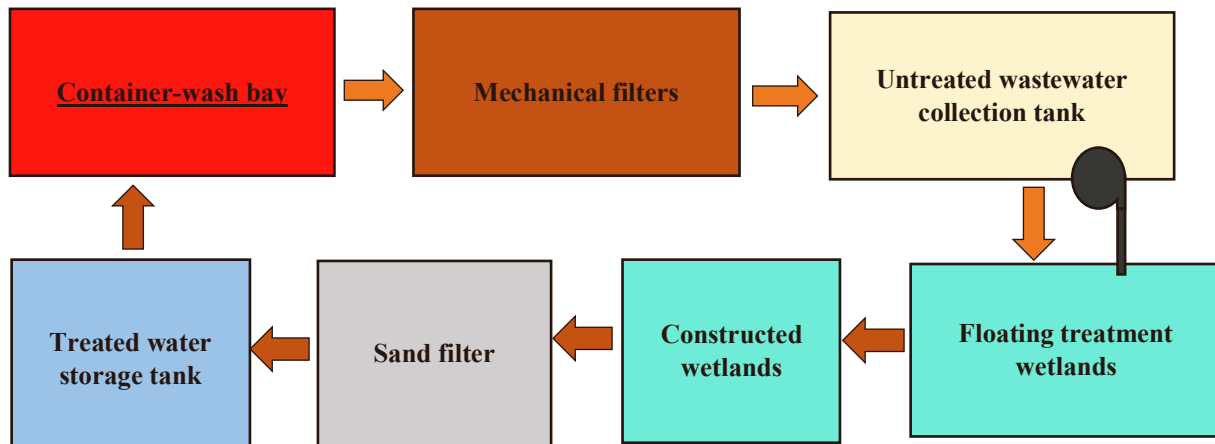 Container-wash bay
Mechanical filters
Untreated wastewater
collection tank
Treated water
storage tank
Sand filter
Constructed
wetlands
Floating treatment
wetlands